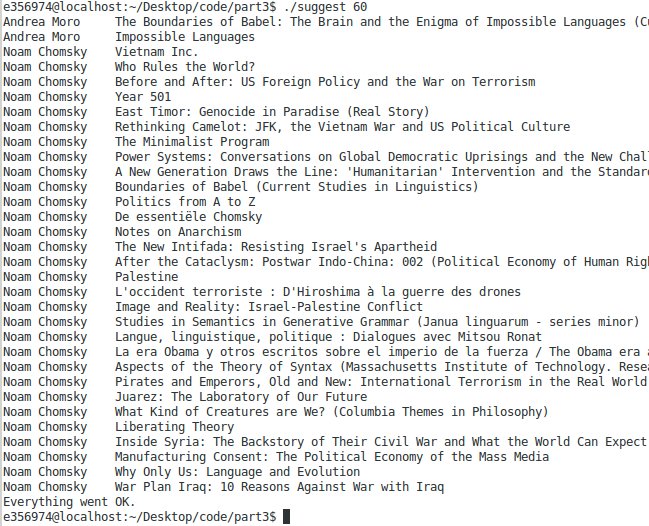 e356974@localhost:~/Desktop/code/part3$ ./suggest 60
Andrea Moro The Boundaries of Babel: The Brain and the Enigma of Impossible Languages (Cu
Andrea Moro Impossible Languages
Noam Chomsky Vietnam Inc.
Noam Chomsky Who Rules the World?
Noam Chomsky Before and After: US Foreign Policy and the War on Terrorism
Noam Chomsky Year 501
Noam Chomsky East Timor: Genocide in Paradise (Real Story)
Noam Chomsky Rethinking Camelot: JFK, the Vietnam War and US Political Culture
Noam Chomsky The Minimalist Program
Noam Chomsky Power Systems: Conversations on Global Democratic Uprisings and the New Chal
Noam Chomsky A New Generation Draws the Line: 'Humanitarian' Intervention and the Standar
Noam Chomsky Boundaries of Babel (Current Studies in Linguistics)
Noam Chomsky Politics from A to Z
Noam Chomsky De essentiële Chomsky
Noam Chomsky Notes on Anarchism
Noam Chomsky The New Intifada: Resisting Israel's Apartheid
Noam Chomsky After the Cataclysm: Postwar Indo-China: 002 (Political Economy of Human Rig
Noam Chomsky Palestine
Noam Chomsky L'occident terroriste : D'Hiroshima à la guerre des drones
Noam Chomsky Image and Reality: Israel-Palestine Conflict
Noam Chomsky Studies in Semantics in Generative Grammar (Janua linguarum - series minor)
Noam Chomsky Langue, linguistique, politique : Dialogues avec Mitsou Ronat
Noam Chomsky La era Obama y otros escritos sobre el imperio de la fuerza / The Obama era a
Noam Chomsky Aspects of the Theory of Syntax (Massachusetts Institute of Technology. Resea
Noam Chomsky Pirates and Emperors, Old and New: International Terrorism in the Real World
Noam Chomsky Juarez: The Laboratory of Our Future
Noam Chomsky What Kind of Creatures are We? (Columbia Themes in Philosophy)
Noam Chomsky Liberating Theory
Noam Chomsky Inside Syria: The Backstory of Their Civil War and What the World Can Expect
Noam Chomsky Manufacturing Consent: The Political Economy of the Mass Media
Noam Chomsky Why Only Us: Language and Evolution
Noam Chomsky War Plan Iraq: 10 Reasons Against War with Iraq
Everything went OK.
e356974@localhost:~/Desktop/code/part3$